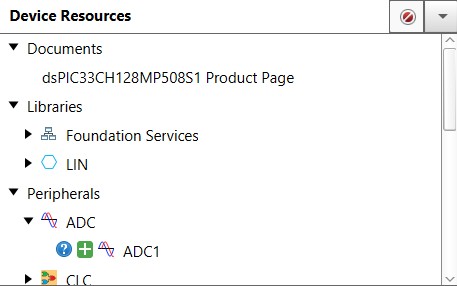 Device Resources
Documents
dsPIC33CH128MP508S1 Product Page
Libraries
Foundation Services
LIN
Peripherals
ADC
ADC1
CLC